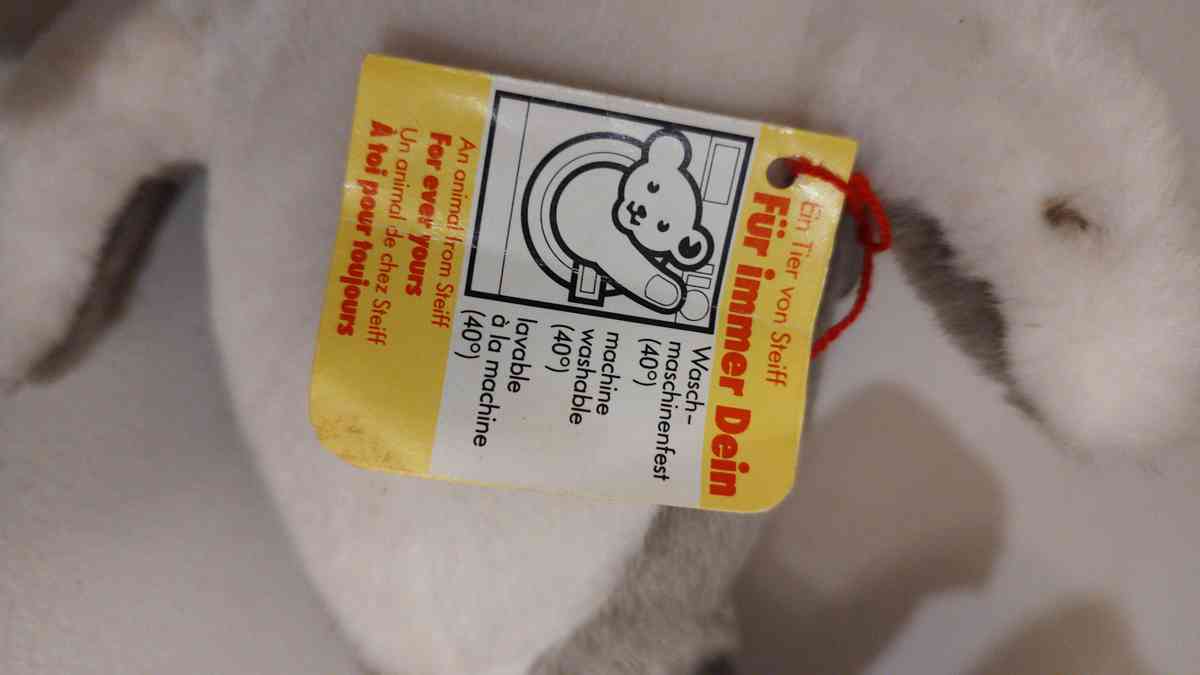 Ein Tier von Steiff
Für immer Dein
Wasch-
maschinenfest
(40°)
machine
washable
(40°)
lavable
à la machine
(40°)
An animal from Steiff
For ever yours
Un animal de chez Steiff
À toi pour toujours